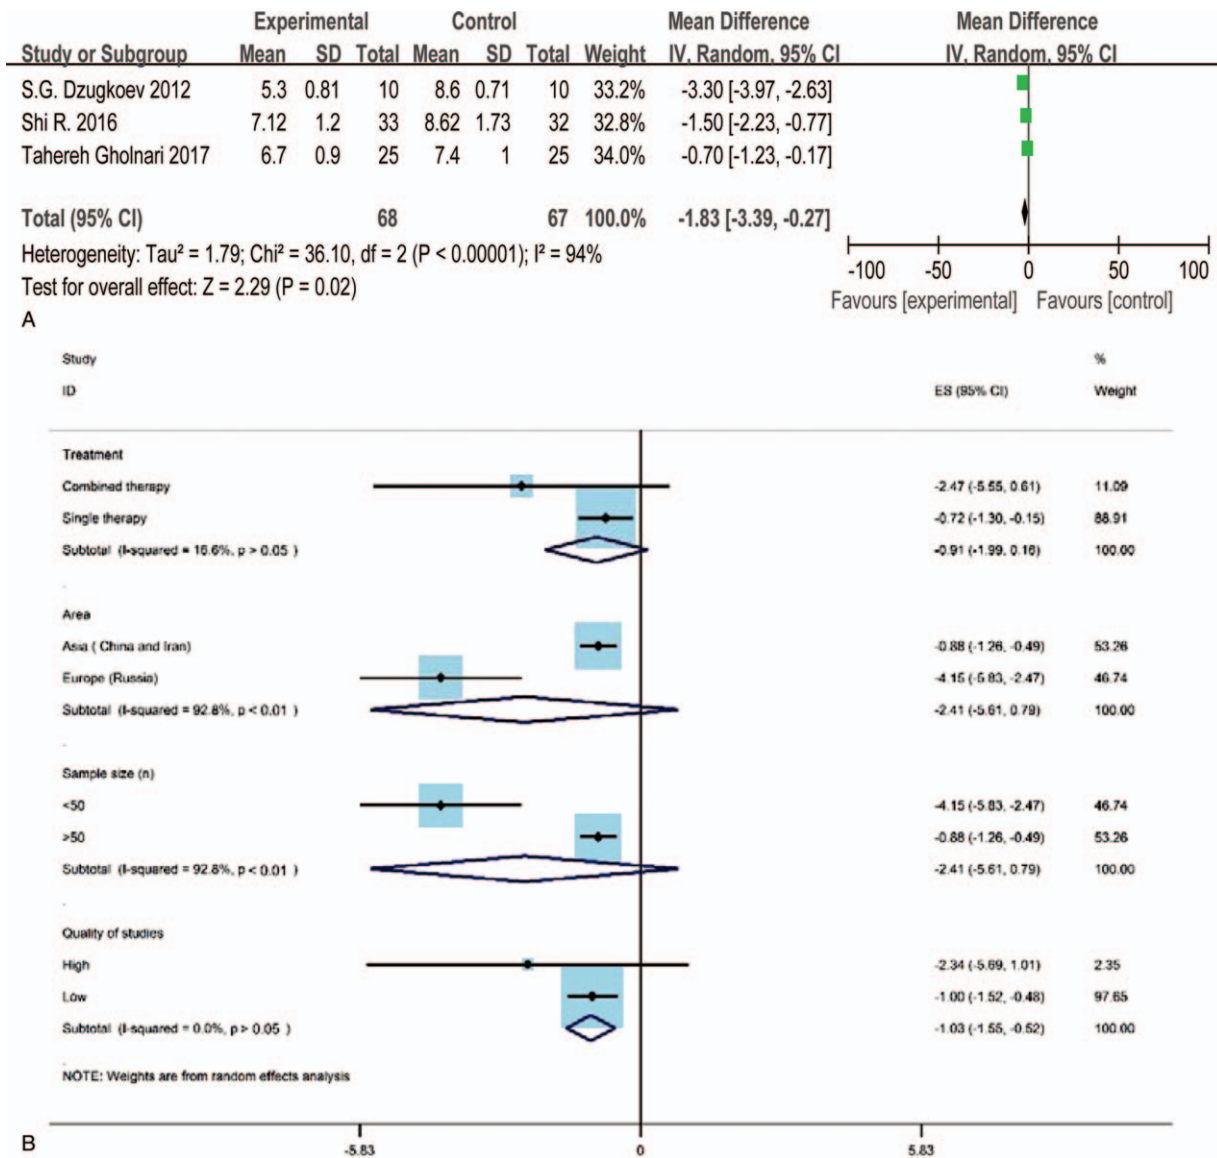 Experimental Control Mean Difference Mean Difference
Study or Subgroup Mean SD Total Mean SD Total Weight IV, Random, 95% CI IV, Random, 95% CI
S.G. Dzugkoev 2012 5.3 0.81 10 8.6 0.71 10 33.2% -3.30 [-3.97, -2.63]
Shi R. 2016 7.12 1.2 33 8.62 1.73 32 32.8% -1.50 [-2.23, -0.77]
Tahereh Gholnari 2017 6.7 0.9 25 7.4 1 25 34.0% -0.70 [-1.23, -0.17]
Total (95% CI) 68 67 100.0% -1.83 [-3.39, -0.27]
Heterogeneity: Tau² = 1.79; Chi² = 36.10, df = 2 (P < 0.00001); I² = 94%
Test for overall effect: Z = 2.29 (P = 0.02)
-100 -50 0 50 100
Favours [experimental] Favours [control]
A
Study %
ID ES (95% CI) Weight
Treatment
Combined therapy -2.47 (-5.55, 0.61) 11.09
Single therapy -0.72 (-1.30, -0.15) 88.91
Subtotal (I-squared = 16.6%, p > 0.05 ) -0.91 (-1.99, 0.16) 100.00
.
Area
Asia ( China and Iran) -0.88 (-1.26, -0.49) 53.26
Europe (Russia) -4.15 (-5.83, -2.47) 46.74
Subtotal (I-squared = 92.8%, p < 0.01 ) -2.41 (-5.61, 0.79) 100.00
.
Sample size (n)
<50 -4.15 (-5.83, -2.47) 46.74
>50 -0.88 (-1.26, -0.49) 53.26
Subtotal (I-squared = 92.8%, p < 0.01 ) -2.41 (-5.61, 0.79) 100.00
.
Quality of studies
High -2.34 (-5.69, 1.01) 2.35
Low -1.00 (-1.52, -0.48) 97.65
Subtotal (I-squared = 0.0%, p > 0.05 ) -1.03 (-1.55, -0.52) 100.00
.
NOTE: Weights are from random effects analysis
B
-5.83 0 5.83